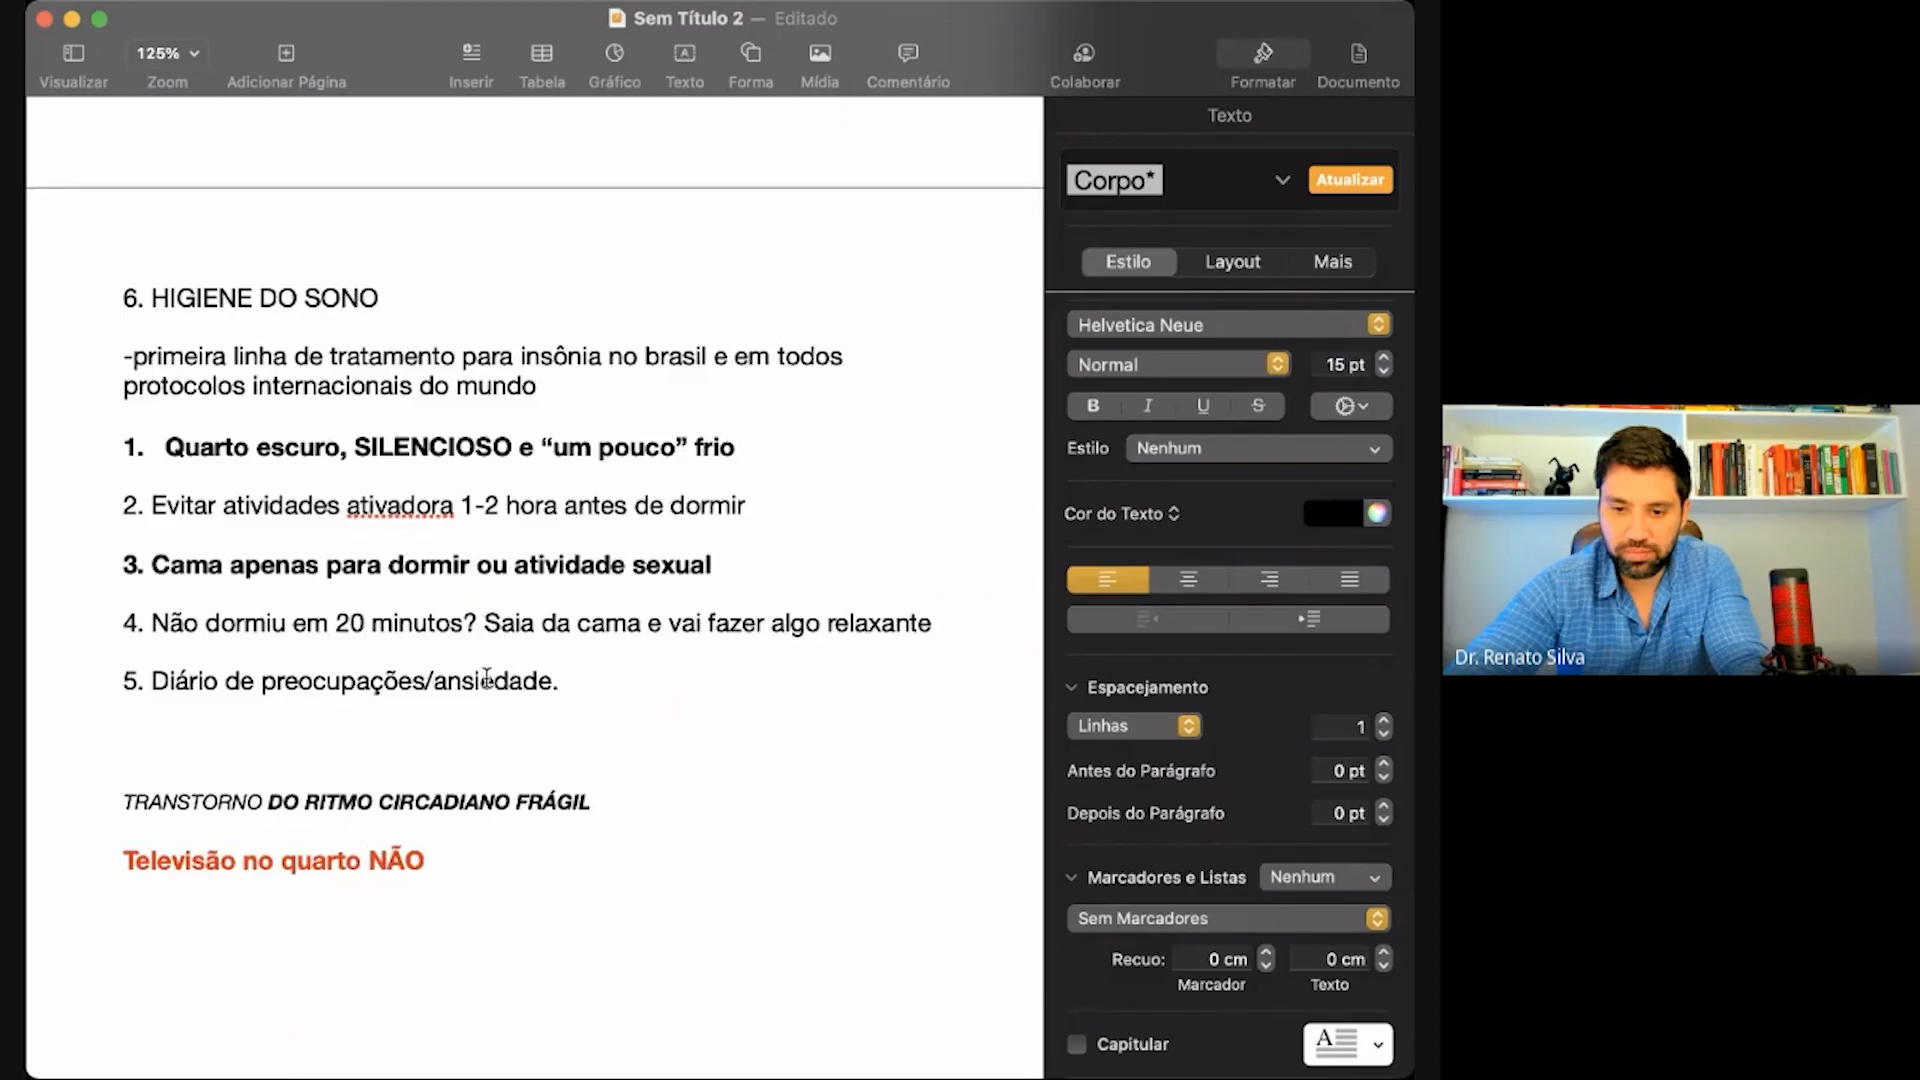 Sem Título 2 — Editado
125%
Visualizar
Zoom
Adicionar Página
Inserir
Tabela
Gráfico
Texto
Forma
Mídia
Comentário
Colaborar
Formatar
Documento
6. HIGIENE DO SONO
-primeira linha de tratamento para insônia no brasil e em todos
protocolos internacionais do mundo
1. Quarto escuro, SILENCIOSO e “um pouco” frio
2. Evitar atividades ativadora 1-2 hora antes de dormir
3. Cama apenas para dormir ou atividade sexual
4. Não dormiu em 20 minutos? Saia da cama e vai fazer algo relaxante
5. Diário de preocupações/ansiedade.
TRANSTORNO DO RITMO CIRCADIANO FRÁGIL
Televisão no quarto NÃO
Texto
Corpo*
Atualizar
Estilo
Layout
Mais
Helvetica Neue
Normal
15 pt
B I U S
Estilo
Nenhum
Cor do Texto
Espacejamento
Linhas
1
Antes do Parágrafo
0 pt
Depois do Parágrafo
0 pt
Marcadores e Listas
Nenhum
Sem Marcadores
Recuo:
0 cm
0 cm
Marcador
Texto
Capitular
A
Dr. Renato Silva